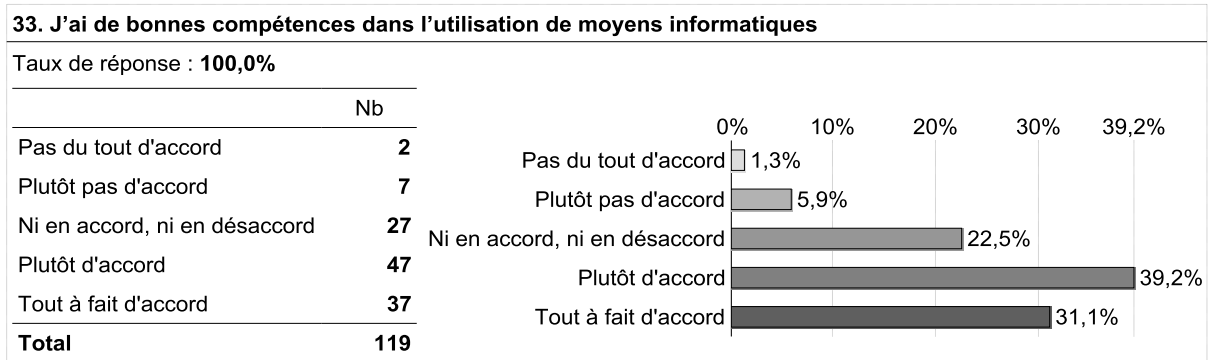 33. J’ai de bonnes compétences dans l’utilisation de moyens informatiques
Taux de réponse : 100,0%
Nb
Pas du tout d'accord 2
Plutôt pas d'accord 7
Ni en accord, ni en désaccord 27
Plutôt d'accord 47
Tout à fait d'accord 37
Total 119
0% 10% 20% 30% 39,2%
Pas du tout d'accord 1,3%
Plutôt pas d'accord 5,9%
Ni en accord, ni en désaccord 22,5%
Plutôt d'accord 39,2%
Tout à fait d'accord 31,1%